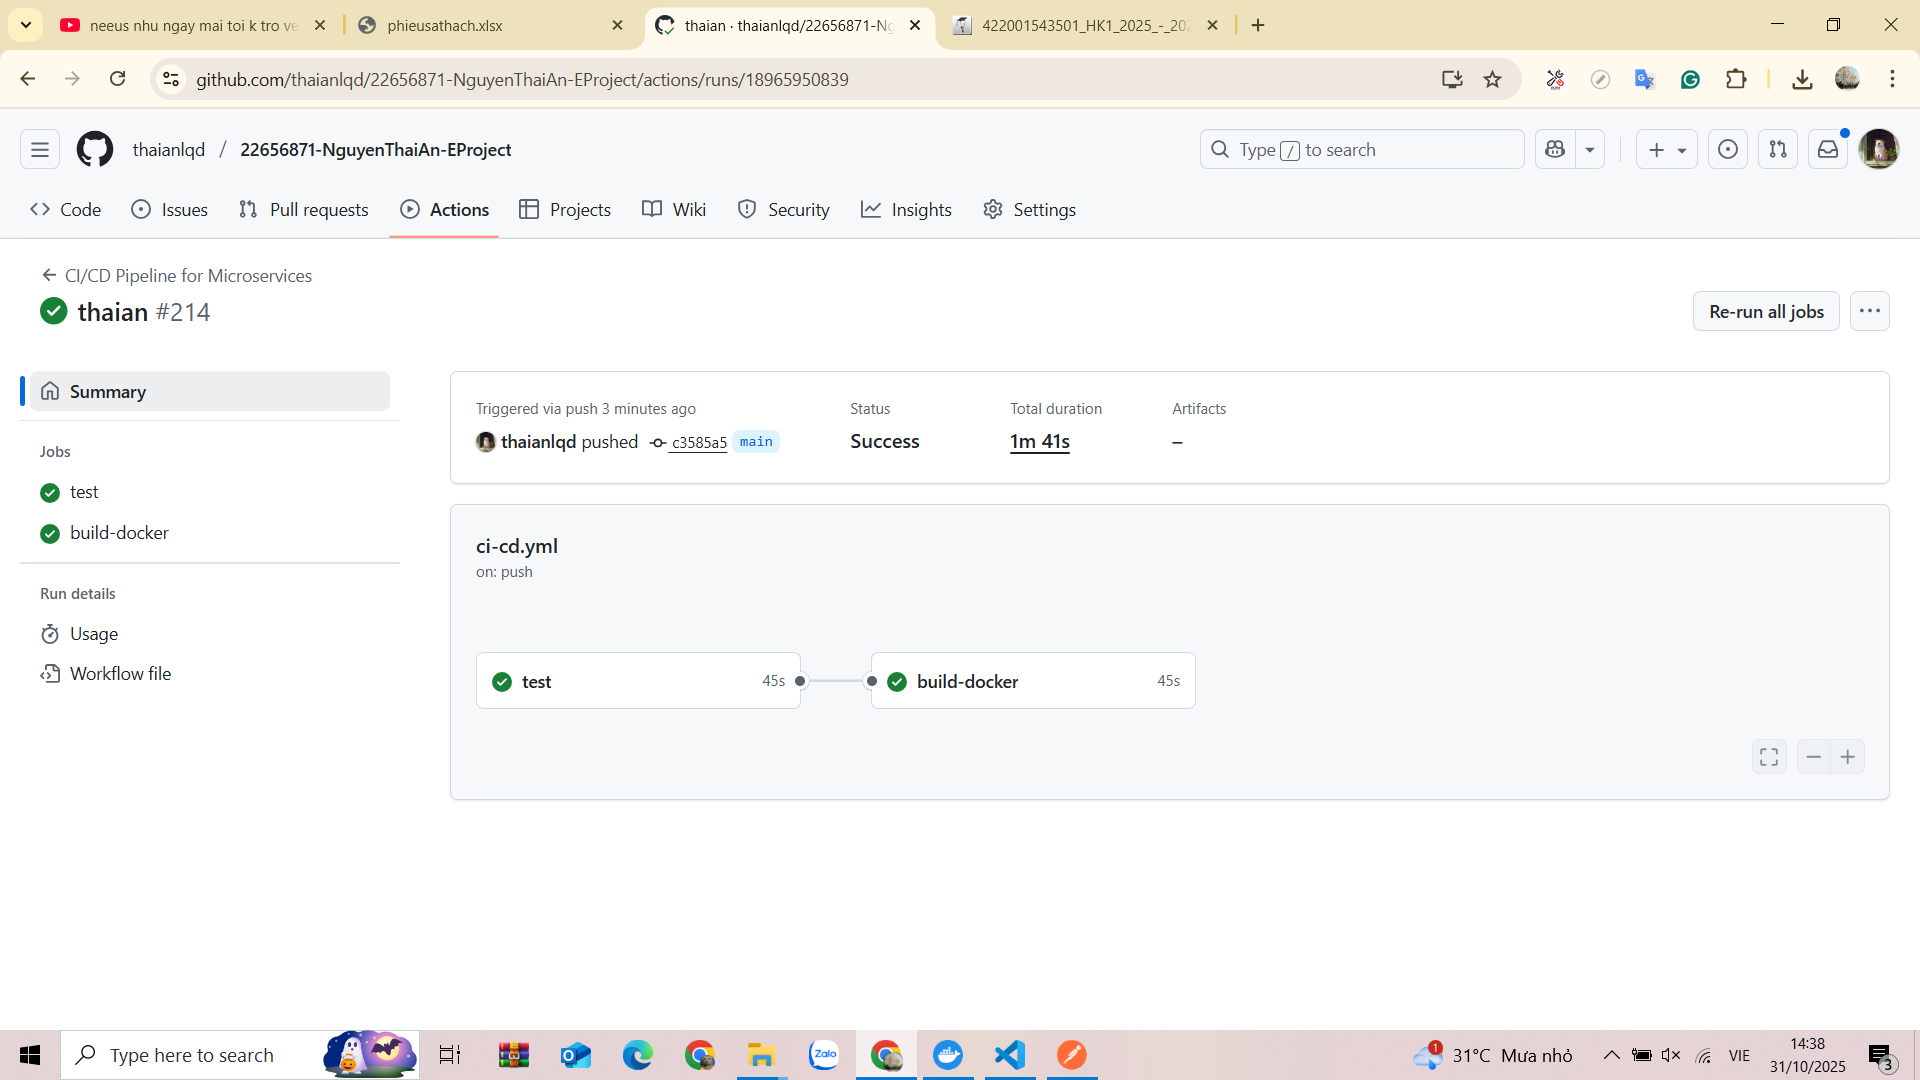 neeus nhu ngay mai toi k tro ve
phieusathach.xlsx
thaian · thaianlqd/22656871-Ng
422001543501_HK1_2025_-_202
github.com/thaianlqd/22656871-NguyenThaiAn-EProject/actions/runs/18965950839
thaianlqd / 22656871-NguyenThaiAn-EProject
Type / to search
Code
Issues
Pull requests
Actions
Projects
Wiki
Security
Insights
Settings
CI/CD Pipeline for Microservices
thaian #214
Re-run all jobs
Summary
Jobs
test
build-docker
Run details
Usage
Workflow file
Triggered via push 3 minutes ago
thaianlqd pushed c3585a5 main
Status
Success
Total duration
1m 41s
Artifacts
–
ci-cd.yml
on: push
test 45s
build-docker 45s
Type here to search
Zalo
1
31°C Mưa nhỏ
VIE
14:38
31/10/2025
3